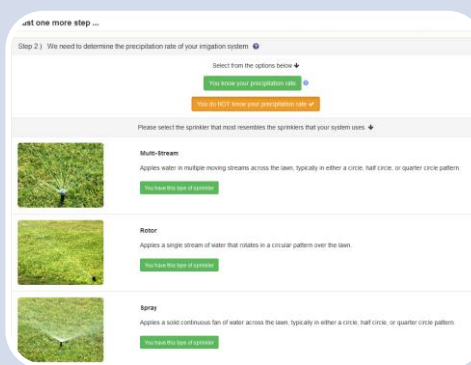 ust one more step ...
Step 2 ) We need to determine the precipitation rate of your irrigation system
Select from the options below
You know your precipitation rate
You do NOT know your precipitation rate
Please select the sprinkler that most resembles the sprinklers that your system uses.
Multi-Stream
Applies water in multiple moving streams across the lawn, typically in either a circle, half circle, or quarter circle pattern.
You have this type of sprinkler
Rotor
Applies a single stream of water that rotates in a circular pattern over the lawn.
You have this type of sprinkler
Spray
Applies a solid continuous fan of water across the lawn, typically in either a circle, half circle, or quarter circle pattern.
You have this type of sprinkler